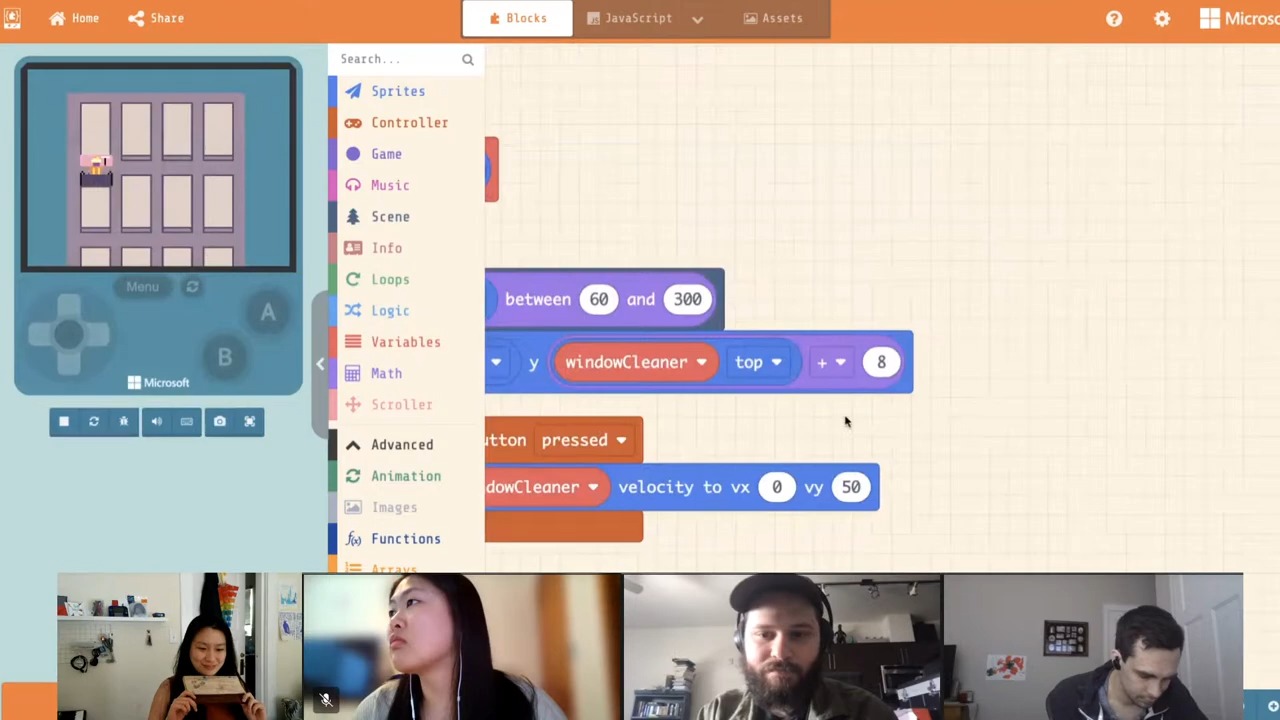 Home
Share
Blocks
JavaScript
Assets
Micros
Search...
Sprites
Controller
Game
Music
Scene
Info
Loops
Logic
Variables
Math
Scroller
Advanced
Animation
Images
Functions
Arrays
between 60 and 300
y windowCleaner top + 8
utton pressed
dowCleaner velocity to vx 0 vy 50
Menu
A
B
Microsoft